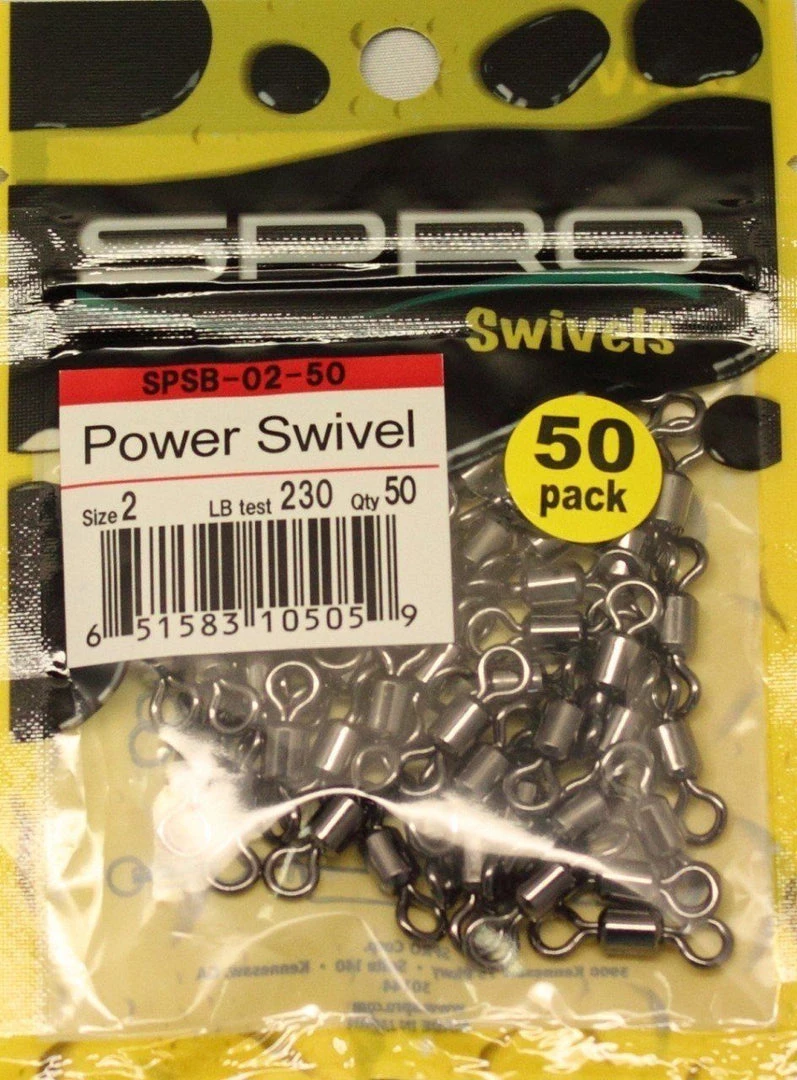 SPRO
Swivels
SPSB-02-50
Power Swivel
Size 2 LB test 230 Qty 50
6 51583 10505 9
50
pack